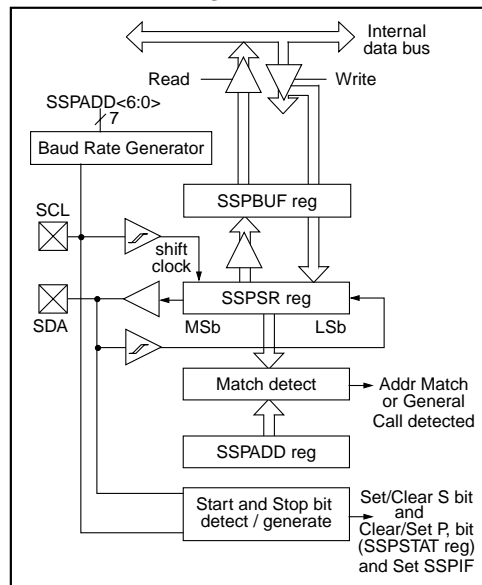 Internal
data bus
Read
Write
SSPADD<6:0>
7
Baud Rate Generator
SSPBUF reg
SCL
shift
clock
SSPSR reg
SDA
MSb
LSb
Match detect
Addr Match
or General
Call detected
SSPADD reg
Start and Stop bit
detect / generate
Set/Clear S bit
and
Clear/Set P, bit
(SSPSTAT reg)
and Set SSPIF